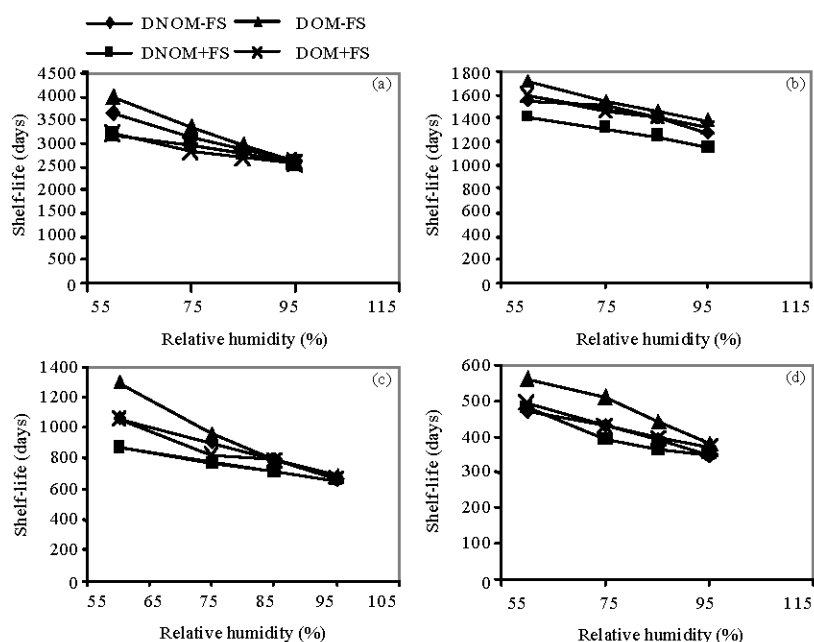 DNOM-FS DOM-FS
DNOM+FS DOM+FS
(a)
4500
4000
3500
3000
2500
2000
1500
1000
500
0
Shelf-life (days)
55 75 95 115
Relative humidity (%)
(b)
1800
1600
1400
1200
1000
800
600
400
200
0
Shelf-life (days)
55 75 95 115
Relative humidity (%)
(c)
1400
1200
1000
800
600
400
200
0
Shelf-life (days)
55 65 75 85 95 105
Relative humidity (%)
(d)
600
500
400
300
200
100
0
Shelf-life (days)
55 75 95 115
Relative humidity (%)